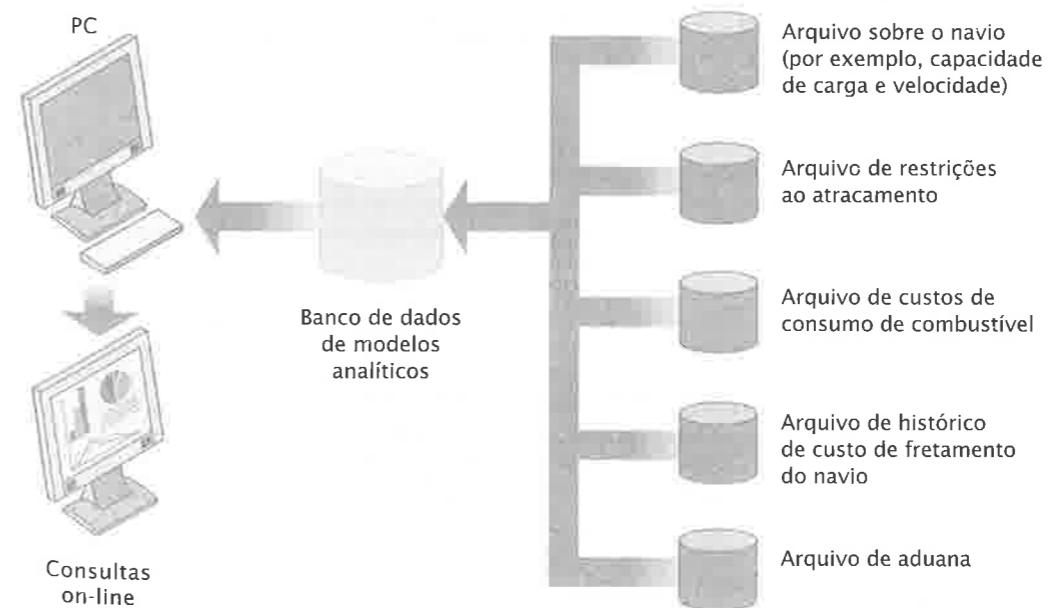 PC
Arquivo sobre o navio
(por exemplo, capacidade
de carga e velocidade)
Arquivo de restrições
ao atracamento
Banco de dados
de modelos
analíticos
Arquivo de custos de
consumo de combustível
Arquivo de histórico
de custo de fretamento
do navio
Arquivo de aduana
Consultas
on-line